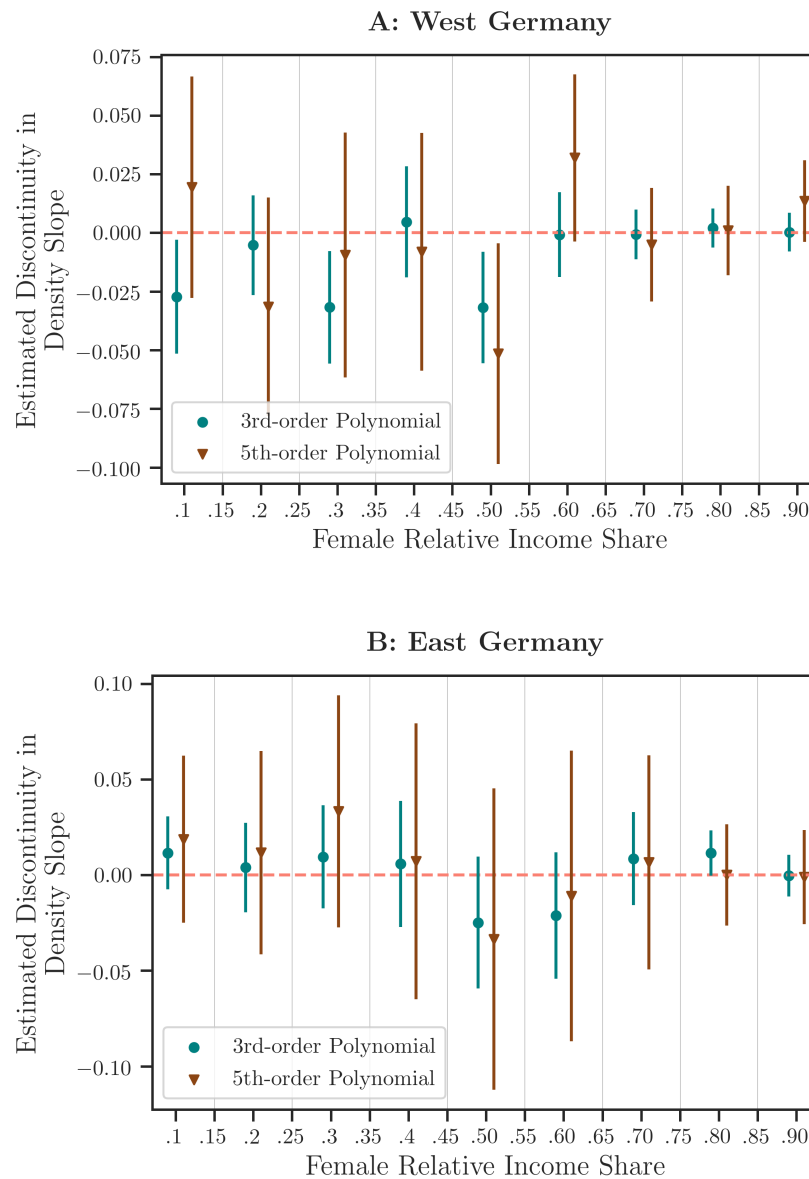 A: West Germany
0.075
0.050
0.025
0.000
−0.025
−0.050
−0.075
−0.100
Estimated Discontinuity in
Density Slope
3rd-order Polynomial
5th-order Polynomial
.1 .15 .2 .25 .3 .35 .4 .45 .50 .55 .60 .65 .70 .75 .80 .85 .90
Female Relative Income Share
B: East Germany
0.10
0.05
0.00
−0.05
−0.10
Estimated Discontinuity in
Density Slope
3rd-order Polynomial
5th-order Polynomial
.1 .15 .2 .25 .3 .35 .4 .45 .50 .55 .60 .65 .70 .75 .80 .85 .90
Female Relative Income Share